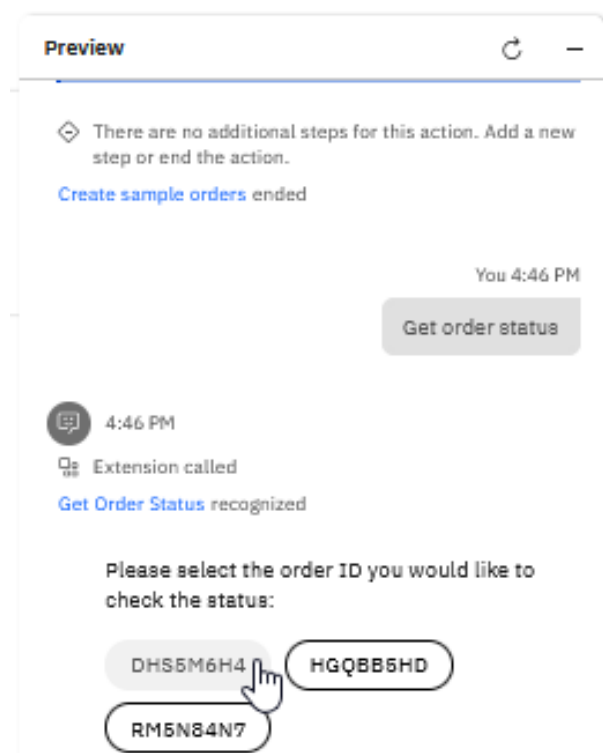 Preview
There are no additional steps for this action. Add a new
step or end the action.
Create sample orders ended
You 4:46 PM
Get order status
4:46 PM
Extension called
Get Order Status recognized
Please select the order ID you would like to
check the status:
DHS5M6H4 HGQBB5HD
RM5N84N7